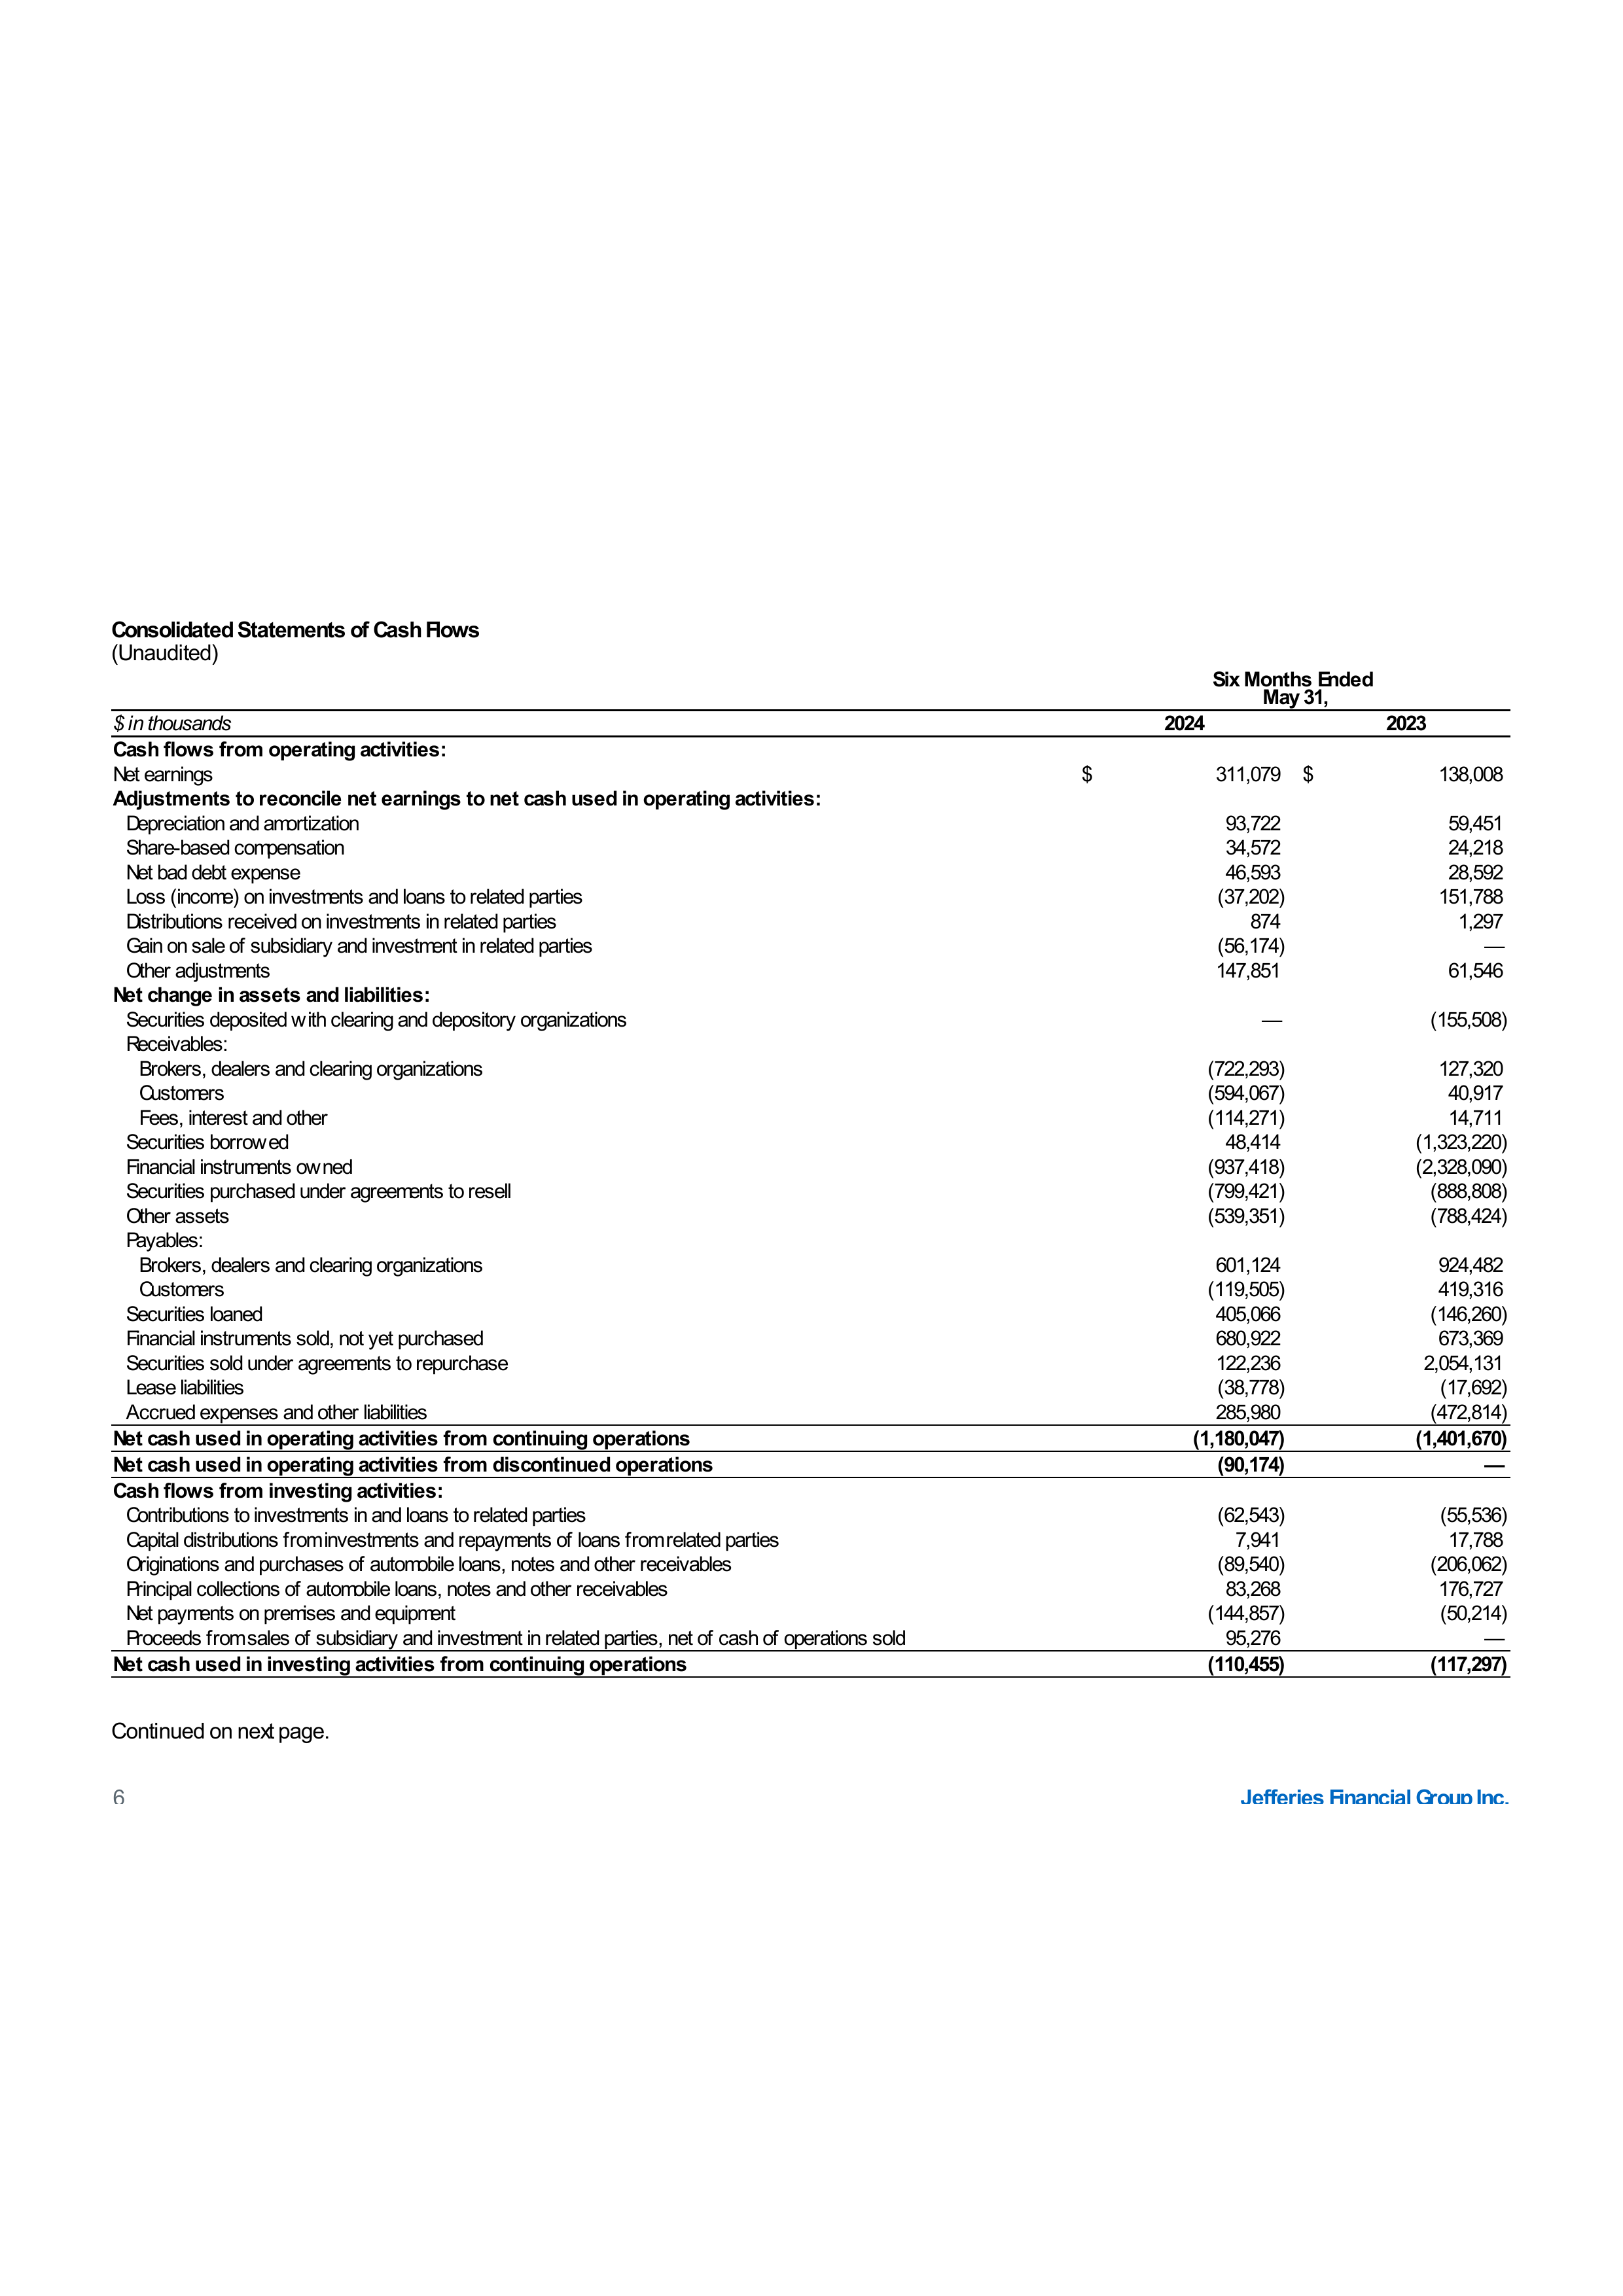 Consolidated Statements of Cash Flows
(Unaudited)
Six Months Ended
May 31,
$ in thousands 2024 2023
Cash flows from operating activities:
Net earnings $ 311,079 $ 138,008
Adjustments to reconcile net earnings to net cash used in operating activities:
Depreciation and amortization 93,722 59,451
Share-based compensation 34,572 24,218
Net bad debt expense 46,593 28,592
Loss (income) on investments and loans to related parties (37,202) 151,788
Distributions received on investments in related parties 874 1,297
Gain on sale of subsidiary and investment in related parties (56,174) —
Other adjustments 147,851 61,546
Net change in assets and liabilities:
Securities deposited with clearing and depository organizations — (155,508)
Receivables:
Brokers, dealers and clearing organizations (722,293) 127,320
Customers (594,067) 40,917
Fees, interest and other (114,271) 14,711
Securities borrowed 48,414 (1,323,220)
Financial instruments owned (937,418) (2,328,090)
Securities purchased under agreements to resell (799,421) (888,808)
Other assets (539,351) (788,424)
Payables:
Brokers, dealers and clearing organizations 601,124 924,482
Customers (119,505) 419,316
Securities loaned 405,066 (146,260)
Financial instruments sold, not yet purchased 680,922 673,369
Securities sold under agreements to repurchase 122,236 2,054,131
Lease liabilities (38,778) (17,692)
Accrued expenses and other liabilities 285,980 (472,814)
Net cash used in operating activities from continuing operations (1,180,047) (1,401,670)
Net cash used in operating activities from discontinued operations (90,174) —
Cash flows from investing activities:
Contributions to investments in and loans to related parties (62,543) (55,536)
Capital distributions from investments and repayments of loans from related parties 7,941 17,788
Originations and purchases of automobile loans, notes and other receivables (89,540) (206,062)
Principal collections of automobile loans, notes and other receivables 83,268 176,727
Net payments on premises and equipment (144,857) (50,214)
Proceeds from sales of subsidiary and investment in related parties, net of cash of operations sold 95,276 —
Net cash used in investing activities from continuing operations (110,455) (117,297)
Continued on next page.
6 Jefferies Financial Group Inc.